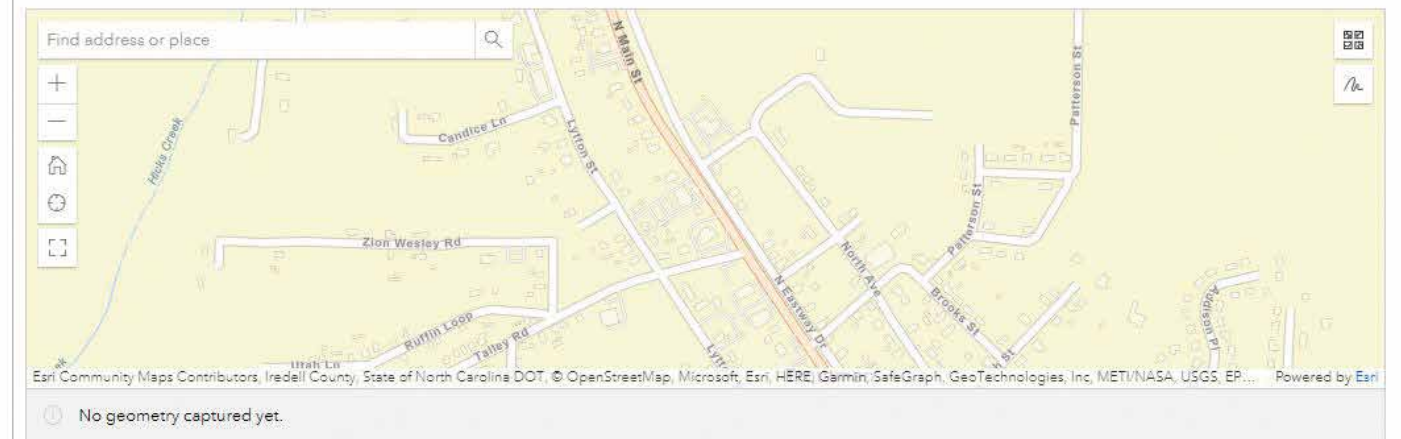 Find address or place
N Main St
Patterson St
Candice Ln
Lytton St
Hicks Creek
Patterson St
Zion Wesley Rd
North Ave
N Eastway Dr
Brooks St
Addison Pl
Ruffin Loop
Talley Rd
Utah Ln
St
Esri Community Maps Contributors, Iredell County, State of North Carolina DOT, © OpenStreetMap, Microsoft, Esri, HERE, Garmin, SafeGraph, GeoTechnologies, Inc, METI/NASA, USGS, EP... Powered by Esri
No geometry captured yet.